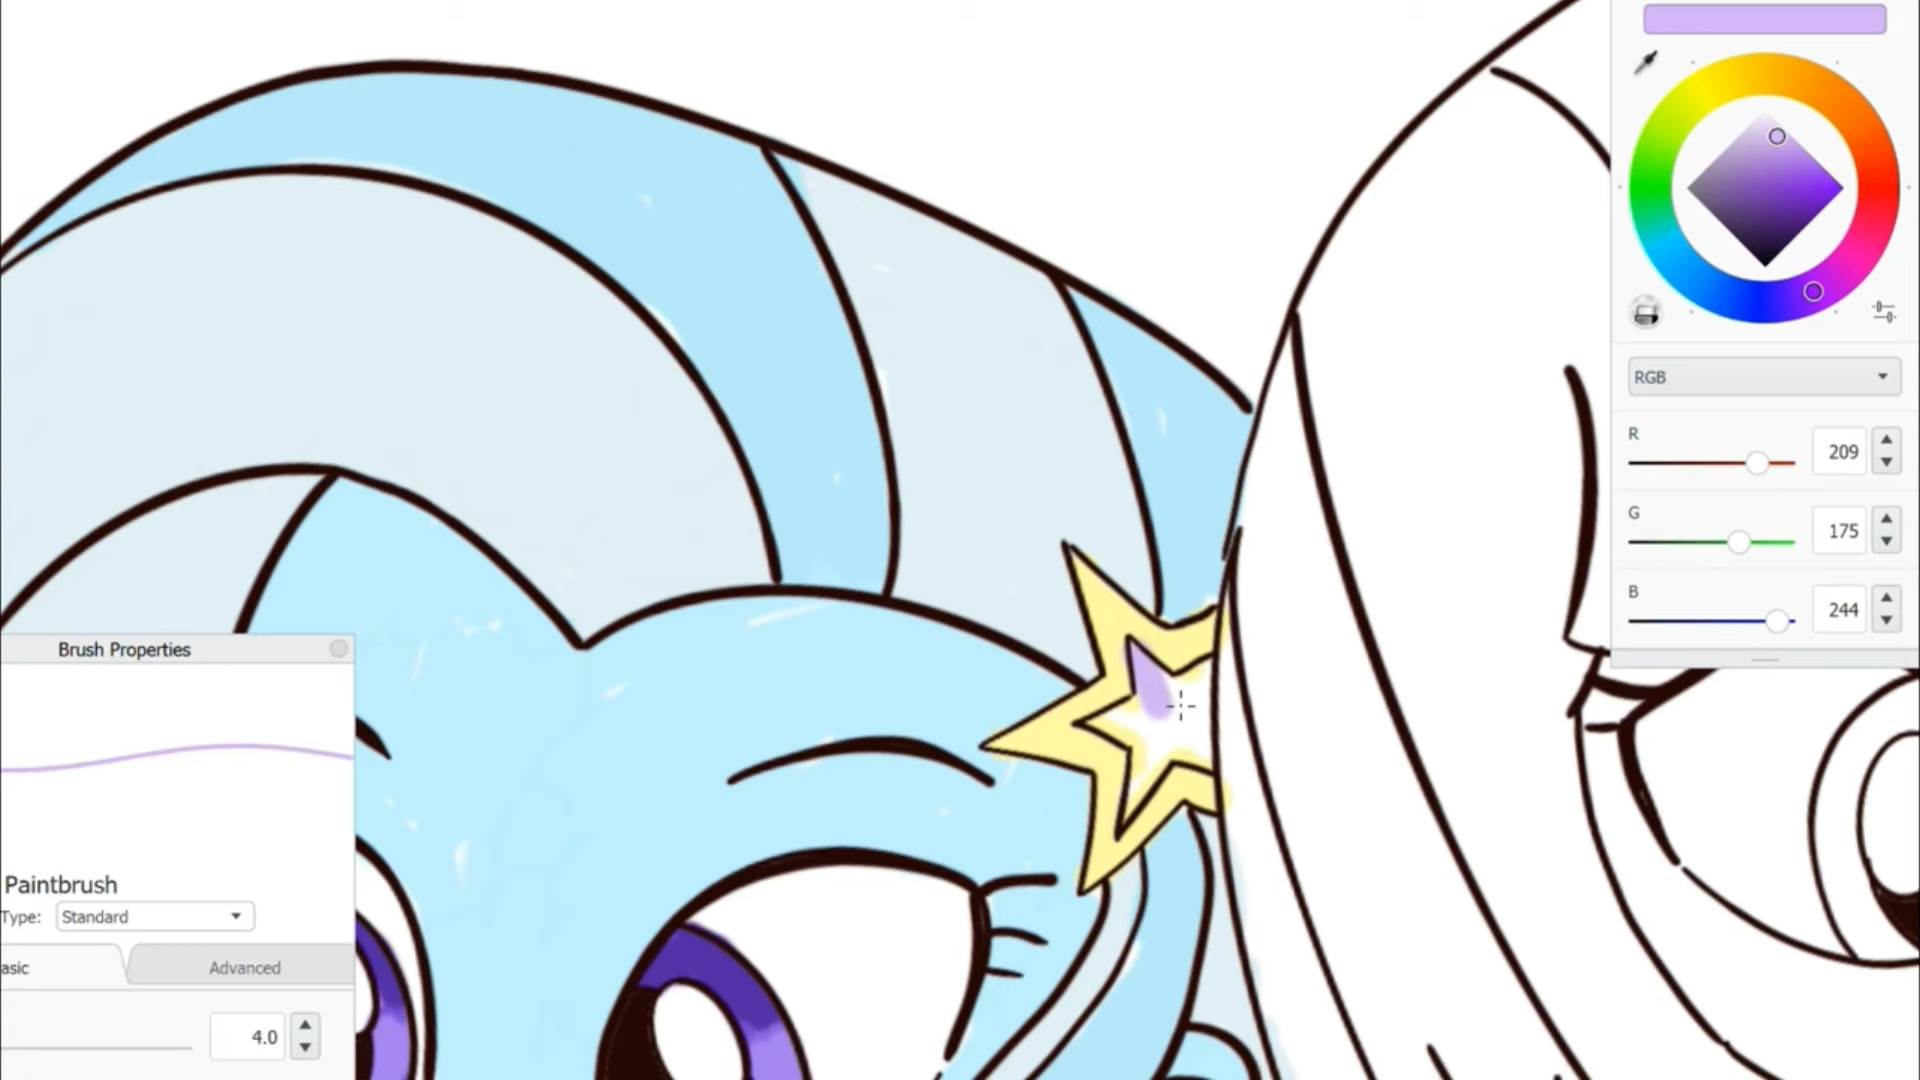 RGB
R
209
G
175
B
244
Brush Properties
Paintbrush
Type: Standard
asic
Advanced
4.0